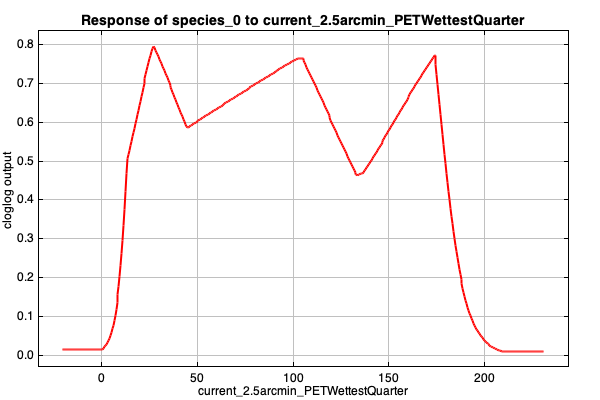 Response of species_0 to current_2.5arcmin_PETWettestQuarter
cloglog output
0.8
0.7
0.6
0.5
0.4
0.3
0.2
0.1
0.0
0 50 100 150 200
current_2.5arcmin_PETWettestQuarter